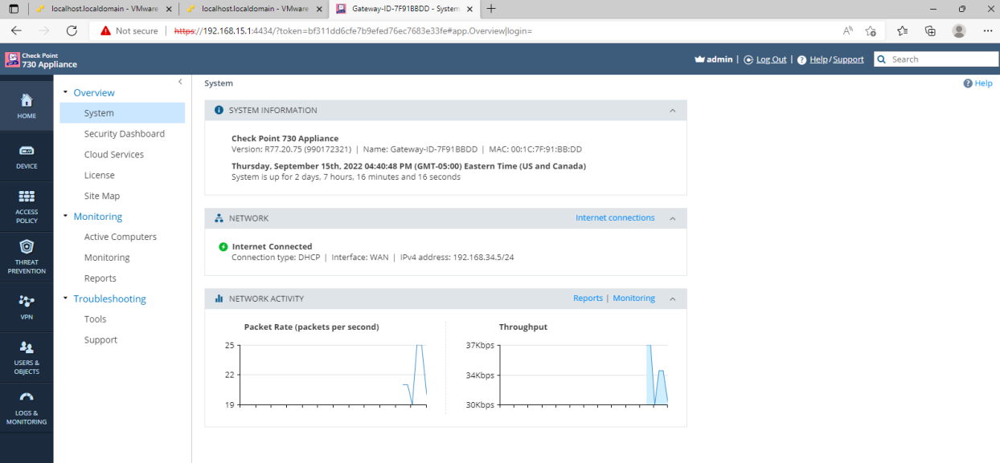 localhost.localdomain - VMware
localhost.localdomain - VMware
Gateway-ID-7F91BBDD - System
Not secure
https://192.168.15.1:4434/?token=bf311dd6cfe7b9efed76ec7683e33fe#app.Overview|login=
Check Point
730 Appliance
admin | Log Out | Help/Support
Search
HOME
DEVICE
ACCESS
POLICY
THREAT
PREVENTION
VPN
USERS &
OBJECTS
LOGS &
MONITORING
Overview
System
Security Dashboard
Cloud Services
License
Site Map
Monitoring
Active Computers
Monitoring
Reports
Troubleshooting
Tools
Support
System
Help
SYSTEM INFORMATION
Check Point 730 Appliance
Version: R77.20.75 (990172321) | Name: Gateway-ID-7F91BBDD | MAC: 00:1C:7F:91:BB:DD
Thursday, September 15th, 2022 04:40:48 PM (GMT-05:00) Eastern Time (US and Canada)
System is up for 2 days, 7 hours, 16 minutes and 16 seconds
NETWORK
Internet connections
Internet Connected
Connection type: DHCP | Interface: WAN | IPv4 address: 192.168.34.5/24
NETWORK ACTIVITY
Reports | Monitoring
Packet Rate (packets per second)
25
22
19
Throughput
37Kbps
34Kbps
30Kbps